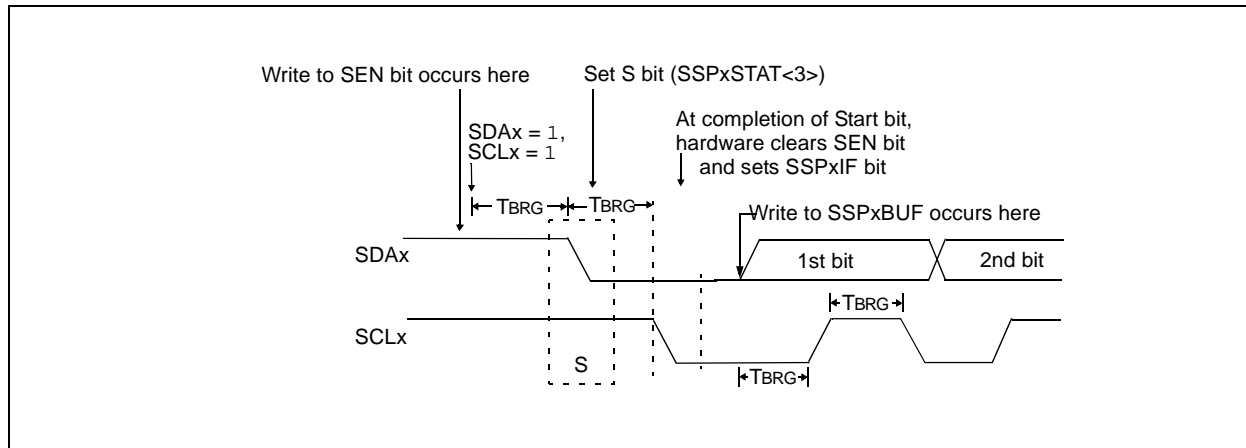 Write to SEN bit occurs here
Set S bit (SSPxSTAT<3>)
SDAx = 1,
SCLx = 1
At completion of Start bit,
hardware clears SEN bit
and sets SSPxIF bit
TBRG
TBRG
Write to SSPxBUF occurs here
SDAx
1st bit
2nd bit
TBRG
SCLx
S
TBRG